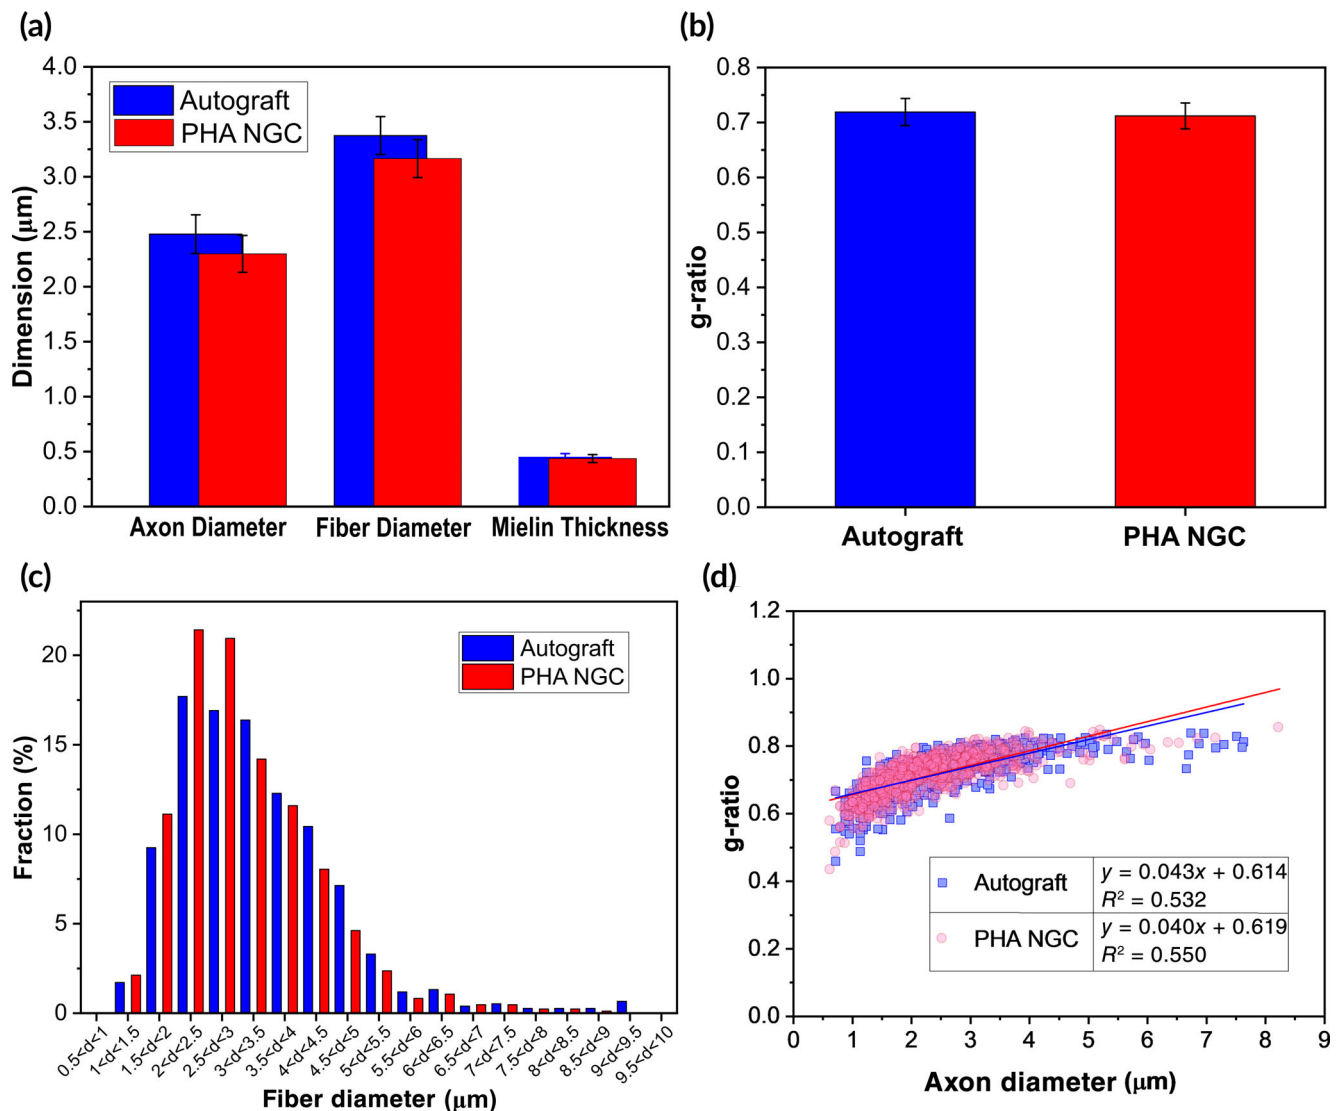 (a)
4.0
3.5
3.0
2.5
2.0
1.5
1.0
0.5
0.0
Dimension (μm)
Autograft
PHA NGC
Axon Diameter
Fiber Diameter
Mielin Thickness
(b)
0.8
0.7
0.6
0.5
0.4
0.3
0.2
0.1
0.0
g-ratio
Autograft
PHA NGC
(c)
20
15
10
5
0
Fraction (%)
Autograft
PHA NGC
0.5<d<1
1<d<1.5
1.5<d<2
2<d<2.5
2.5<d<3
3<d<3.5
3.5<d<4
4<d<4.5
4.5<d<5
5<d<5.5
5.5<d<6
6<d<6.5
6.5<d<7
7<d<7.5
7.5<d<8
8<d<8.5
8.5<d<9
9<d<9.5
9.5<d<10
Fiber diameter (μm)
(d)
1.2
1.0
0.8
0.6
0.4
0.2
0.0
g-ratio
Autograft
y = 0.043x + 0.614
R² = 0.532
PHA NGC
y = 0.040x + 0.619
R² = 0.550
0 1 2 3 4 5 6 7 8 9
Axon diameter (μm)